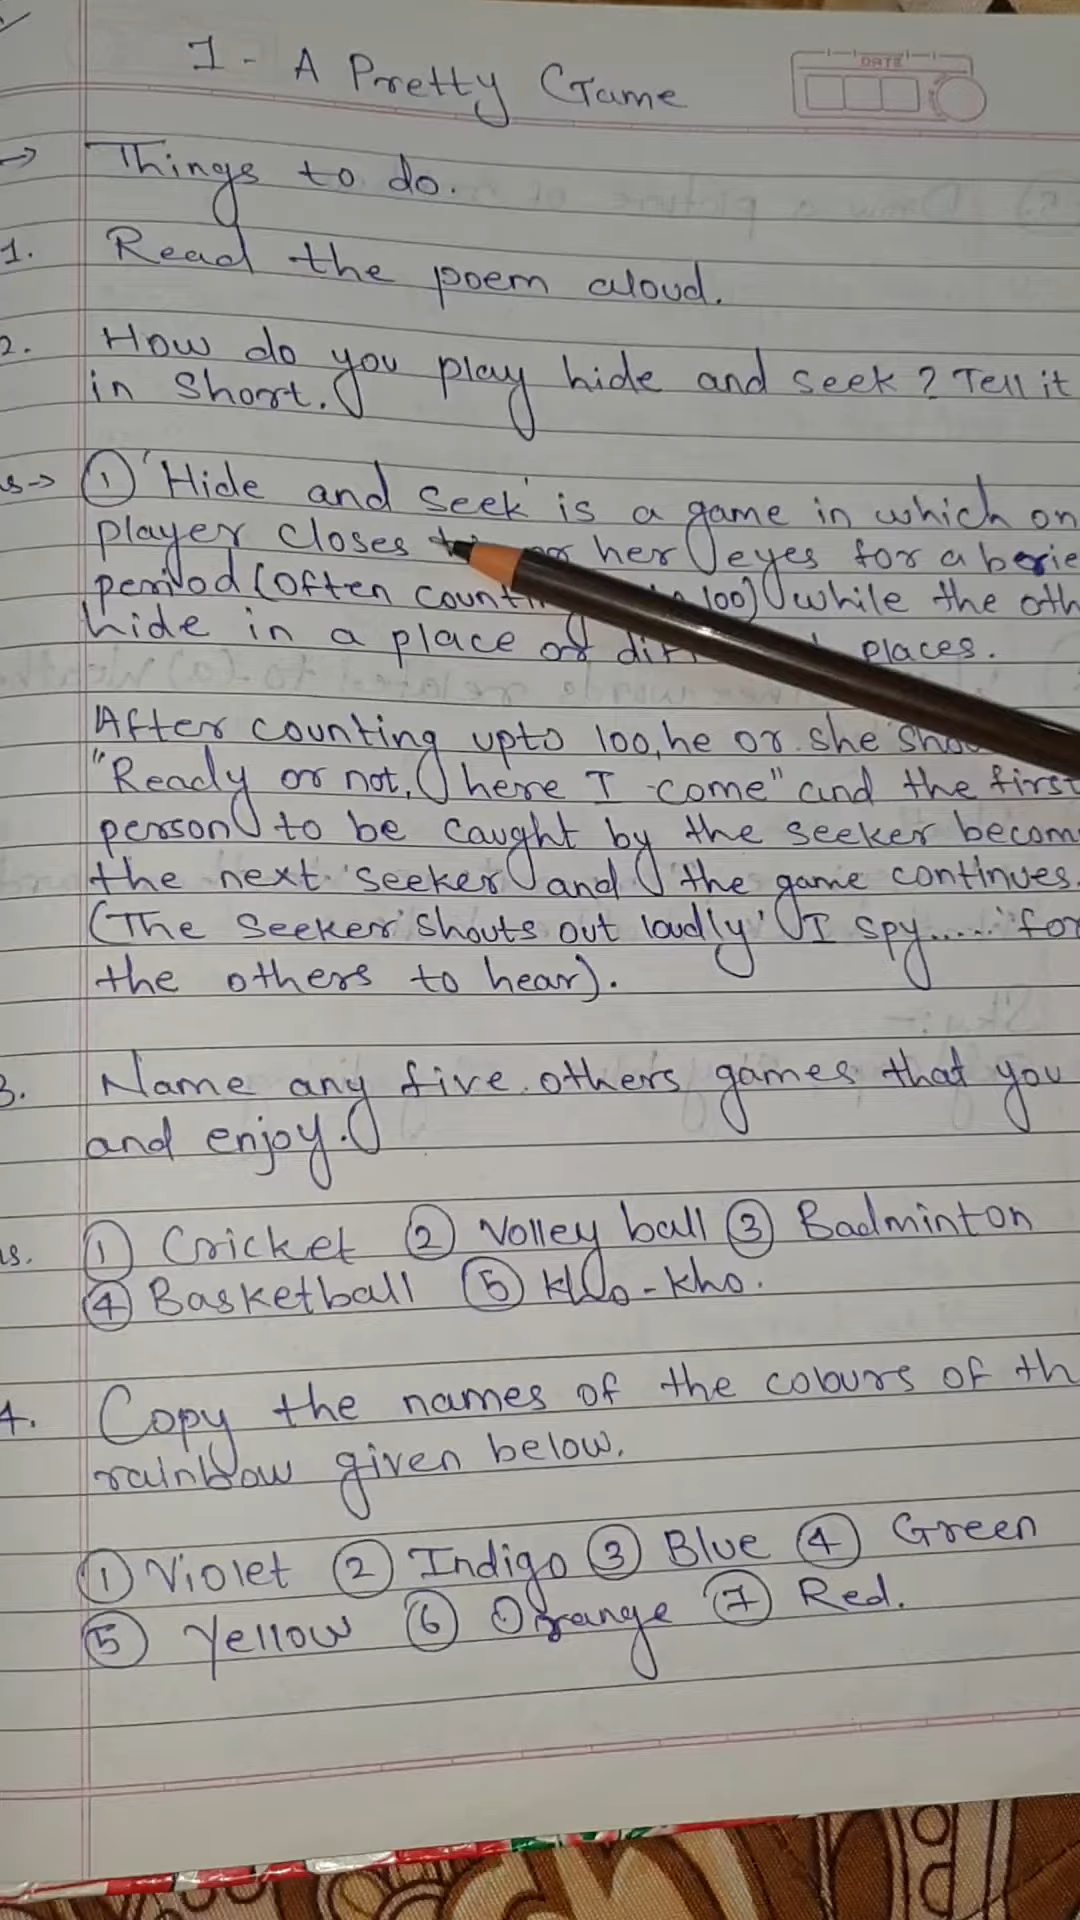 1 - A Pretty Game
DATE
→ Things to do.
1. Read the poem aloud.
2. How do you play hide and seek? Tell it
in short.
s→ ① 'Hide and Seek' is a game in which on
player closes or her eyes for a berie
period (often counti 100) while the oth
hide in a place or places.
After counting upto 100, he or she
"Ready or not, here I come" and the first
person to be caught by the seeker becom
the next seeker and the game continues.
(The seeker shouts out loudly 'I spy.....' for
the others to hear).
3. Name any five others games that you
and enjoy.
s. ① Cricket ② Volley ball ③ Badminton
④ Basketball ⑤ Kho-kho.
4. Copy the names of the colours of th
rainbow given below.
① Violet ② Indigo ③ Blue ④ Green
⑤ Yellow ⑥ Orange ⑦ Red.